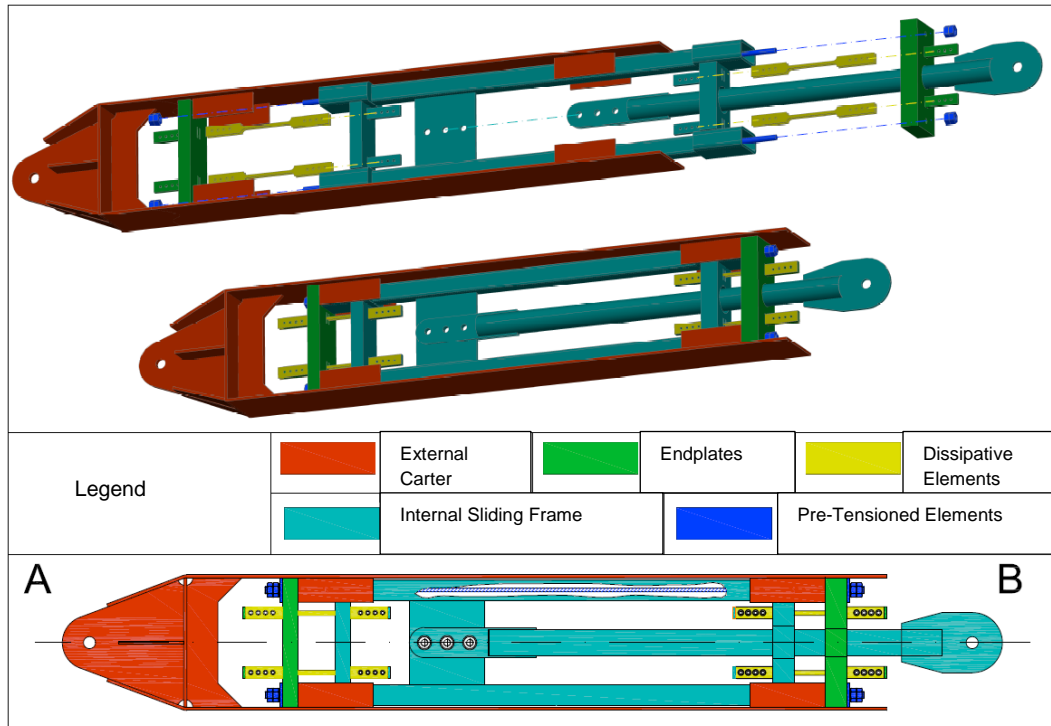 Legend
External
Carter
Endplates
Dissipative
Elements
Internal Sliding Frame
Pre-Tensioned Elements
A
B